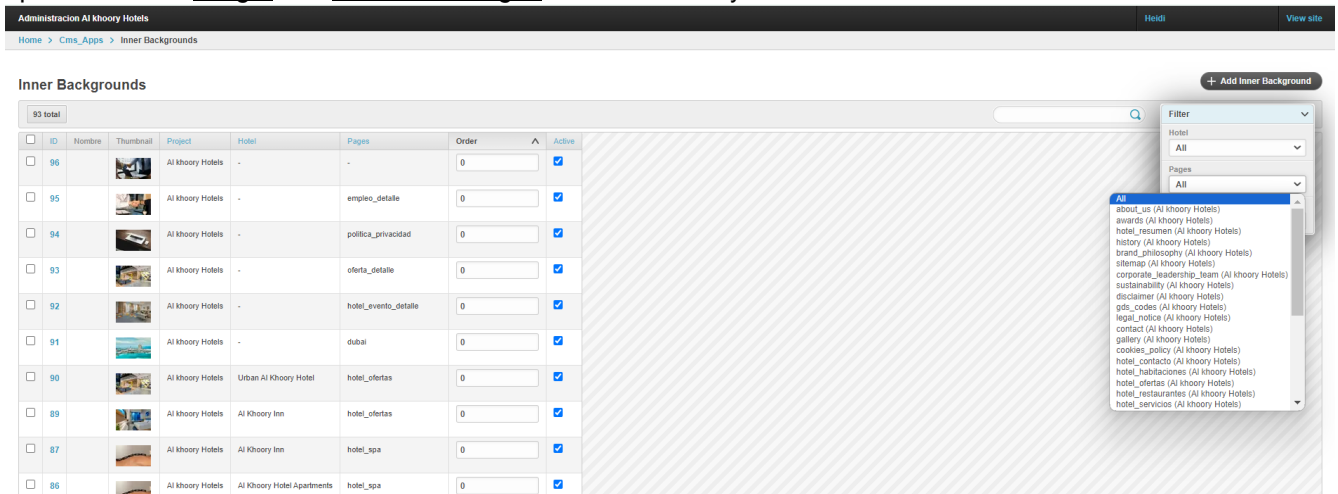 Administracion Al khoory Hotels
Heidi
View site
Home > Cms_Apps > Inner Backgrounds
Inner Backgrounds
+ Add Inner Background
93 total
Filter
Hotel
All
Pages
All
ID Nombre Thumbnail Project Hotel Pages Order Active
96 Al khoory Hotels - - 0
95 Al khoory Hotels - empleo_detalle 0
94 Al khoory Hotels - politica_privacidad 0
93 Al khoory Hotels - oferta_detalle 0
92 Al khoory Hotels - hotel_evento_detalle 0
91 Al khoory Hotels - dubai 0
90 Al khoory Hotels Urban Al Khoory Hotel hotel_ofertas 0
89 Al khoory Hotels Al Khoory Inn hotel_ofertas 0
87 Al khoory Hotels Al Khoory Inn hotel_spa 0
86 Al khoory Hotels Al Khoory Hotel Apartments hotel_spa 0
All
about_us (Al khoory Hotels)
awards (Al khoory Hotels)
hotel_resumen (Al khoory Hotels)
history (Al khoory Hotels)
brand_philosophy (Al khoory Hotels)
sitemap (Al khoory Hotels)
corporate_leadership_team (Al khoory Hotels)
sustainability (Al khoory Hotels)
disclaimer (Al khoory Hotels)
gds_codes (Al khoory Hotels)
legal_notice (Al khoory Hotels)
contact (Al khoory Hotels)
gallery (Al khoory Hotels)
cookies_policy (Al khoory Hotels)
hotel_contacto (Al khoory Hotels)
hotel_habitaciones (Al khoory Hotels)
hotel_ofertas (Al khoory Hotels)
hotel_restaurantes (Al khoory Hotels)
hotel_servicios (Al khoory Hotels)